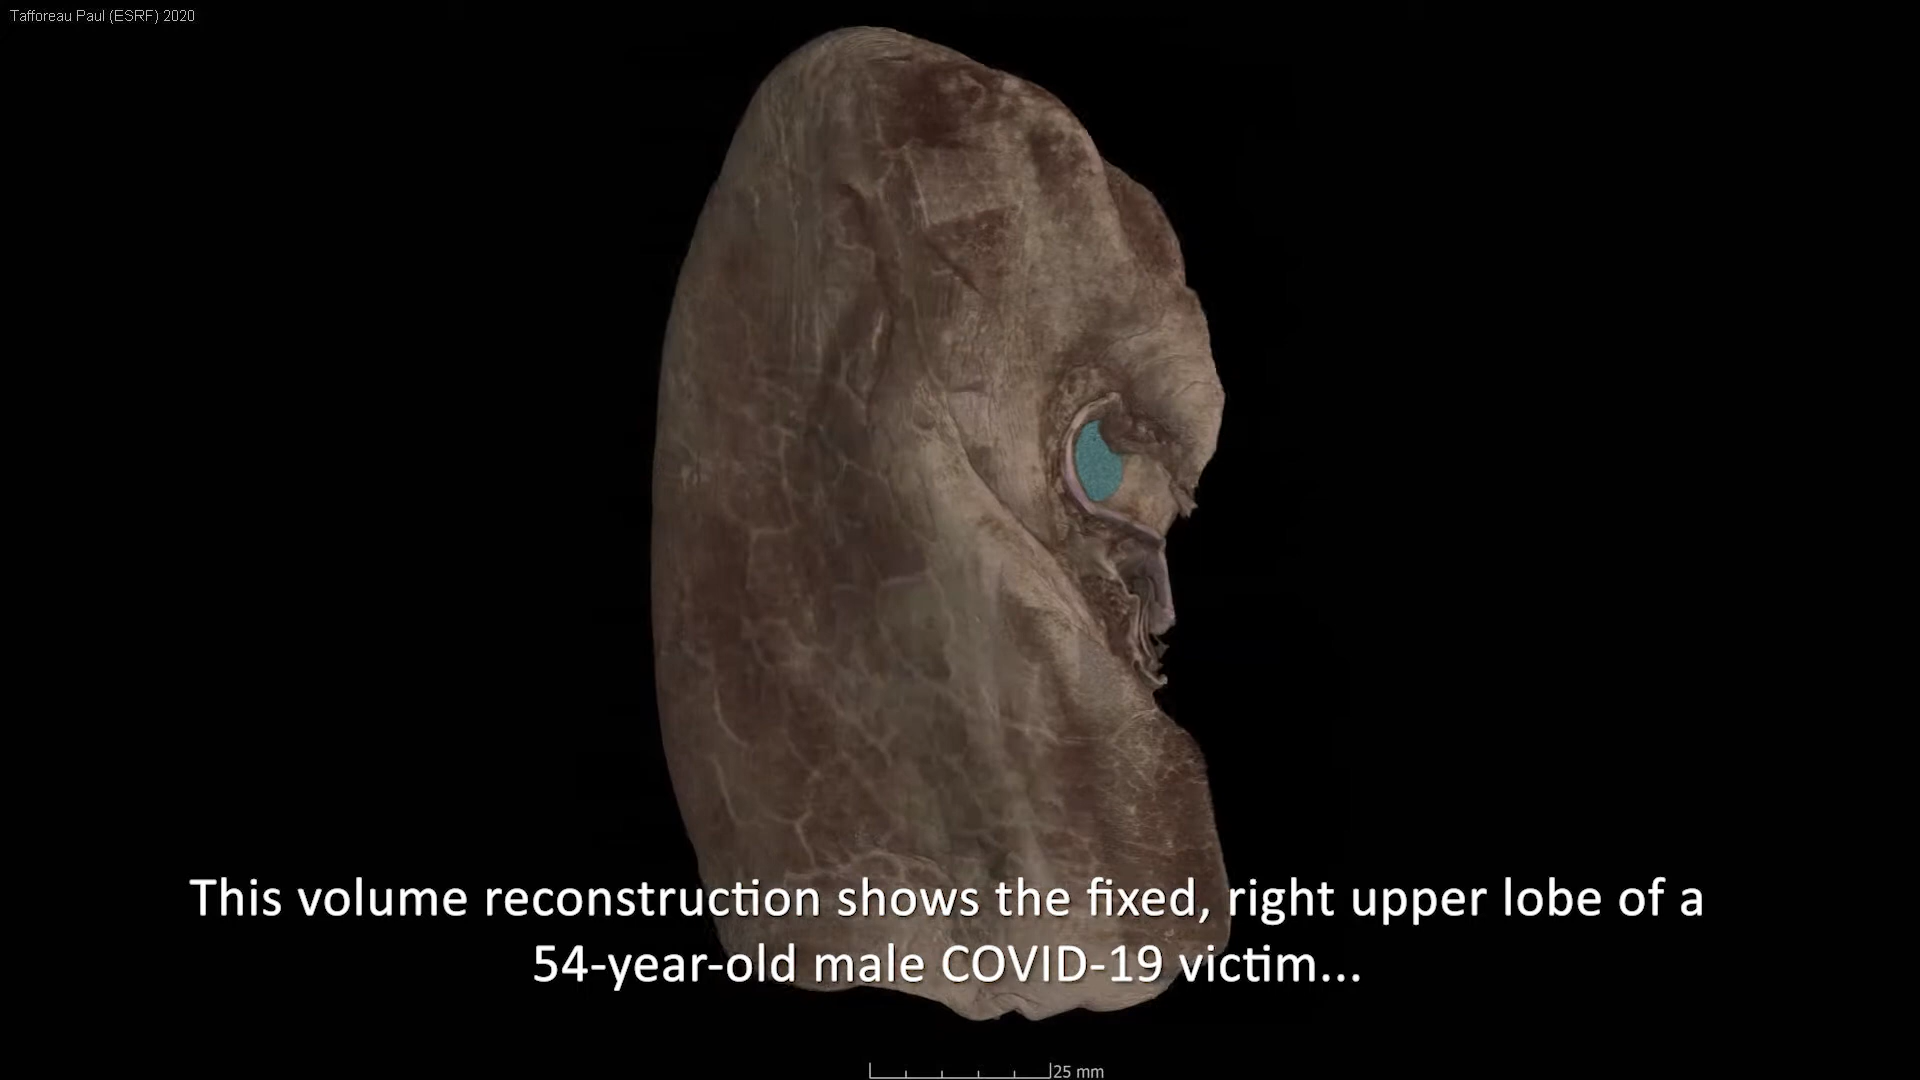 Tafforeau Paul (ESRF) 2020
This volume reconstruction shows the fixed, right upper lobe of a
54-year-old male COVID-19 victim...
25 mm